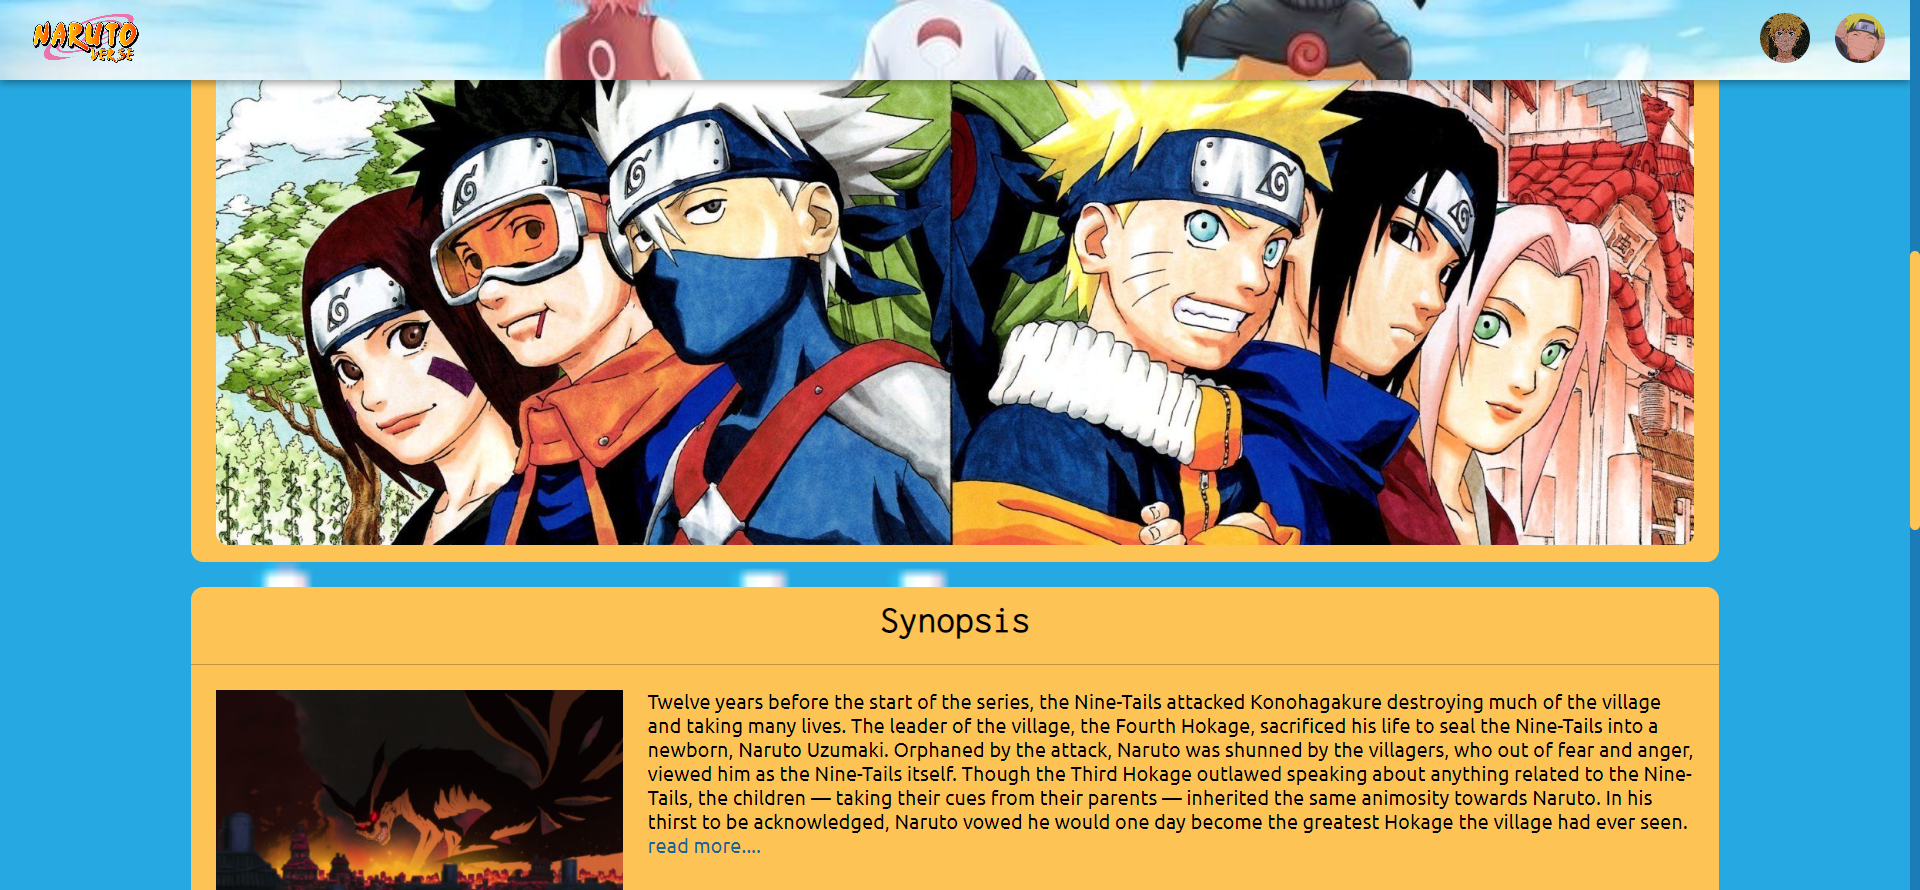 NARUTO
VERSE
Synopsis
Twelve years before the start of the series, the Nine-Tails attacked Konohagakure destroying much of the village
and taking many lives. The leader of the village, the Fourth Hokage, sacrificed his life to seal the Nine-Tails into a
newborn, Naruto Uzumaki. Orphaned by the attack, Naruto was shunned by the villagers, who out of fear and anger,
viewed him as the Nine-Tails itself. Though the Third Hokage outlawed speaking about anything related to the Nine-
Tails, the children — taking their cues from their parents — inherited the same animosity towards Naruto. In his
thirst to be acknowledged, Naruto vowed he would one day become the greatest Hokage the village had ever seen.
read more....